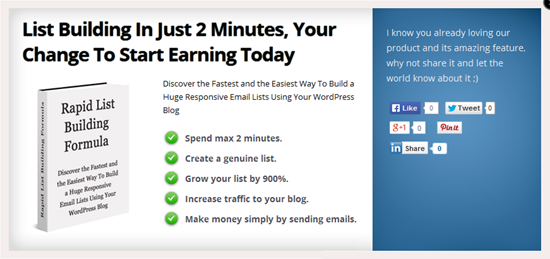 List Building In Just 2 Minutes, Your
Change To Start Earning Today
Rapid List Building Formula
Rapid List
Building
Formula
Discover the Fastest and
the Easiest Way To Build
a Huge Responsive
Email Lists Using Your
WordPress Blog
Discover the Fastest and the Easiest Way To Build a
Huge Responsive Email Lists Using Your WordPress
Blog
Spend max 2 minutes.
Create a genuine list.
Grow your list by 900%.
Increase traffic to your blog.
Make money simply by sending emails.
I know you already loving our
product and its amazing feature,
why not share it and let the
world know about it ;)
f Like 0 Tweet 0
g+1 0 Pin it
in Share 0